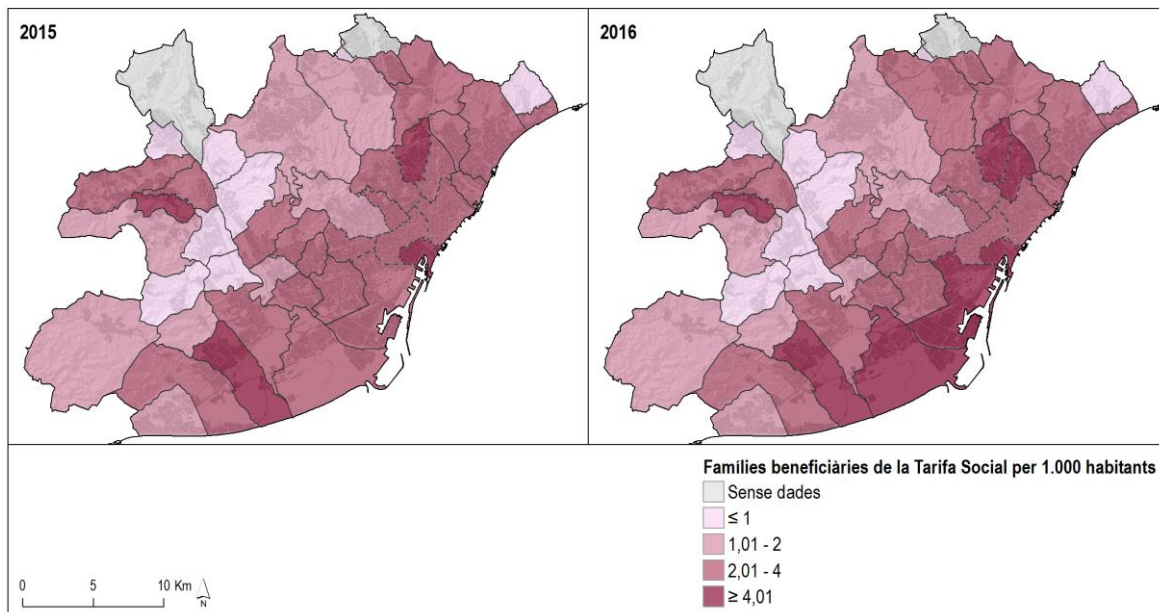 2015
2016
Famílies beneficiàries de la Tarifa Social per 1.000 habitants
Sense dades
≤ 1
1,01 - 2
2,01 - 4
≥ 4,01
0 5 10 Km
N